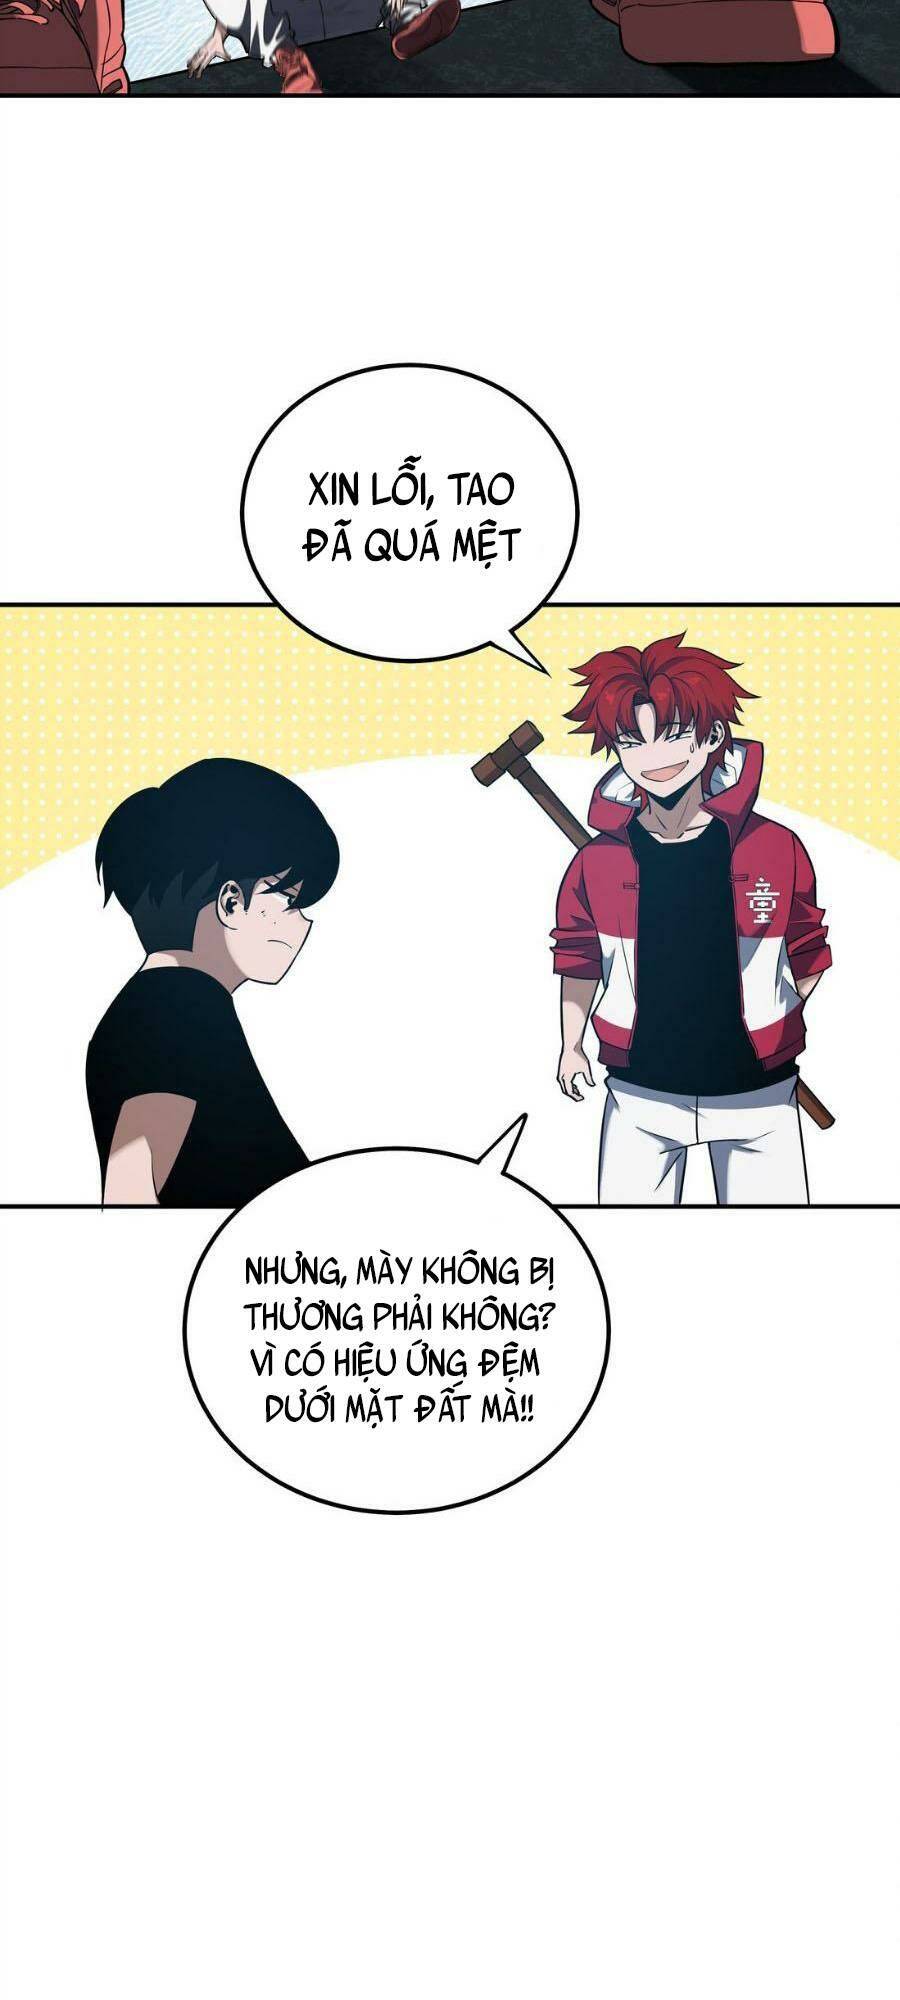 XIN LỖI, TAO
ĐÃ QUÁ MỆT
童
NHƯNG, MÀY KHÔNG BỊ
THƯƠNG PHẢI KHÔNG?
VÌ CÓ HIỆU ỨNG ĐỆM
DƯỚI MẶT ĐẤT MÀ!!